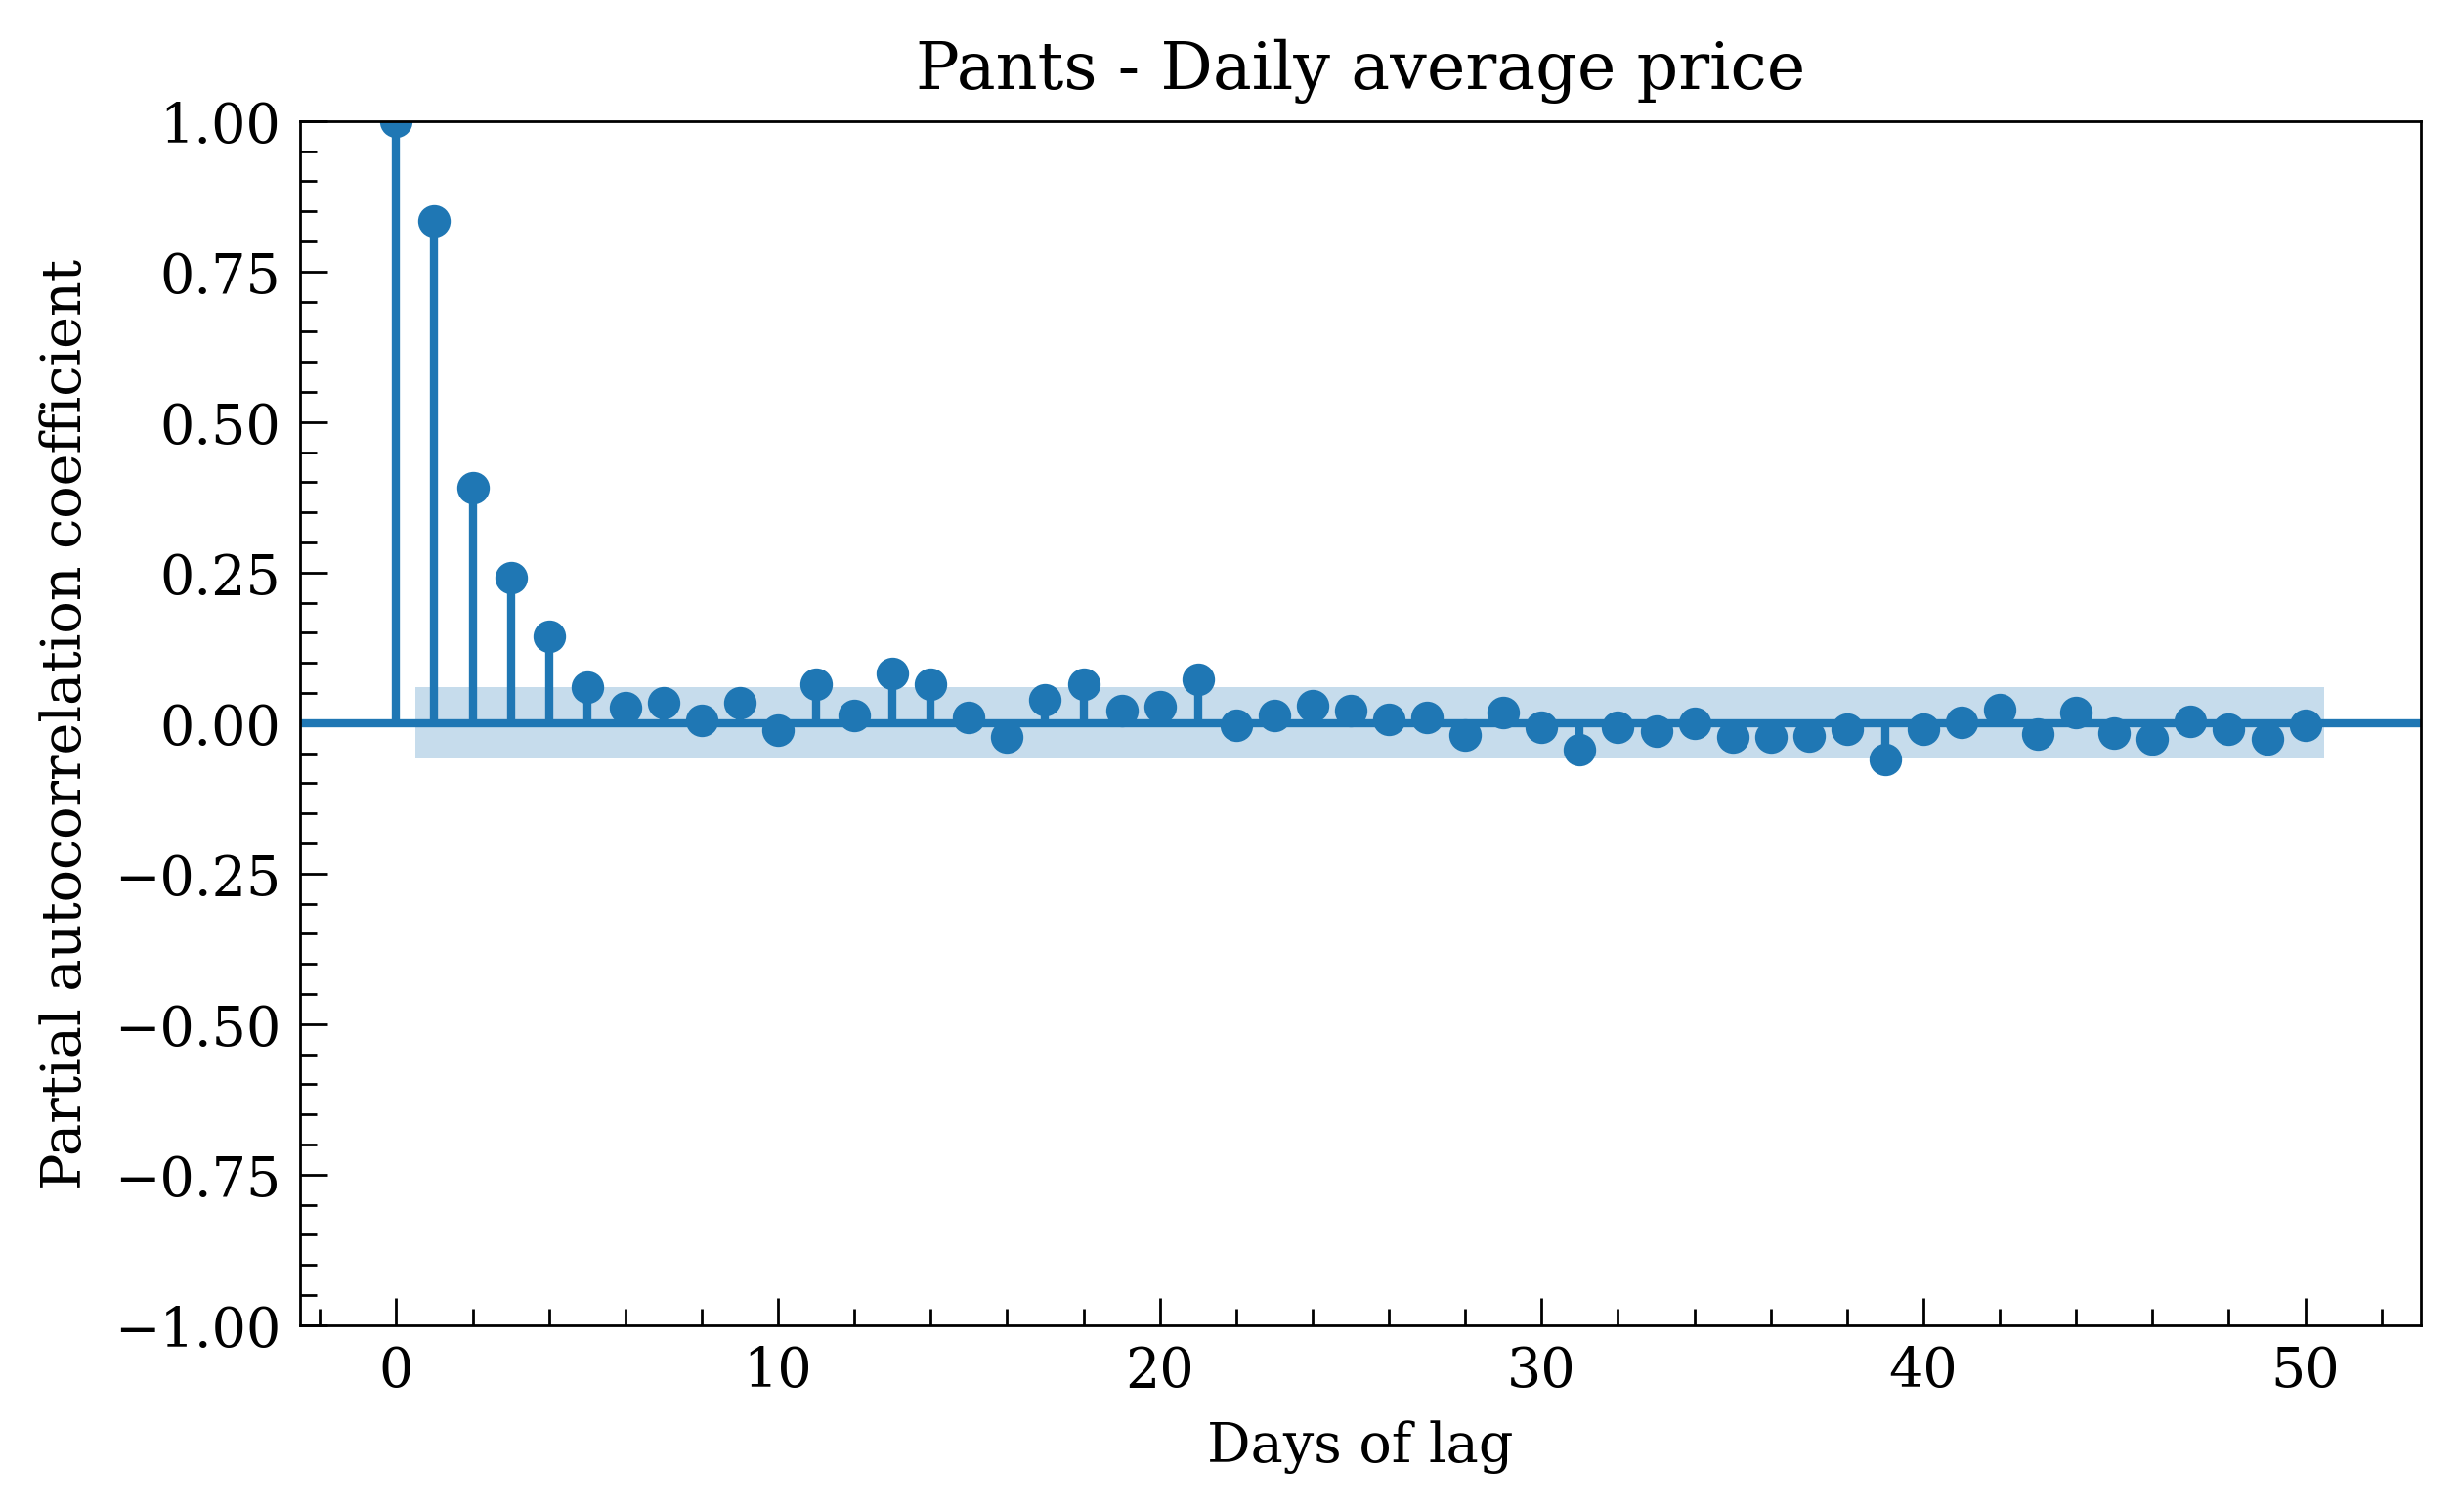 Pants - Daily average price
Partial autocorrelation coefficient
1.00
0.75
0.50
0.25
0.00
−0.25
−0.50
−0.75
−1.00
0 10 20 30 40 50
Days of lag